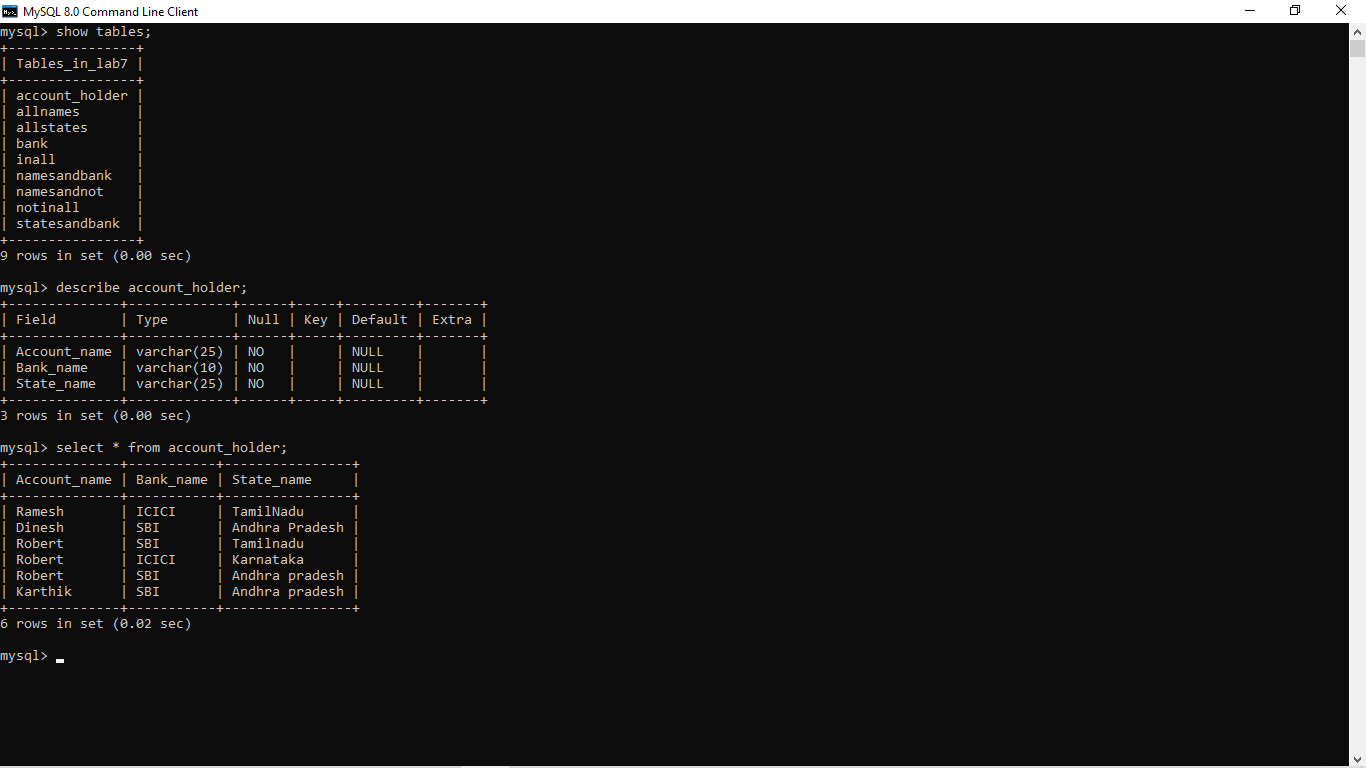 MySQL 8.0 Command Line Client
mysql> show tables;
+----------------+
| Tables_in_lab7 |
+----------------+
| account_holder |
| allnames       |
| allstates      |
| bank           |
| inall          |
| namesandbank   |
| namesandnot    |
| notinall       |
| statesandbank  |
+----------------+
9 rows in set (0.00 sec)
mysql> describe account_holder;
+--------------+-------------+------+-----+---------+-------+
| Field        | Type        | Null | Key | Default | Extra |
+--------------+-------------+------+-----+---------+-------+
| Account_name | varchar(25) | NO   |     | NULL    |       |
| Bank_name    | varchar(10) | NO   |     | NULL    |       |
| State_name   | varchar(25) | NO   |     | NULL    |       |
+--------------+-------------+------+-----+---------+-------+
3 rows in set (0.00 sec)
mysql> select * from account_holder;
+--------------+-----------+----------------+
| Account_name | Bank_name | State_name     |
+--------------+-----------+----------------+
| Ramesh       | ICICI     | TamilNadu      |
| Dinesh       | SBI       | Andhra Pradesh |
| Robert       | SBI       | Tamilnadu      |
| Robert       | ICICI     | Karnataka      |
| Robert       | SBI       | Andhra pradesh |
| Karthik      | SBI       | Andhra pradesh |
+--------------+-----------+----------------+
6 rows in set (0.02 sec)
mysql>